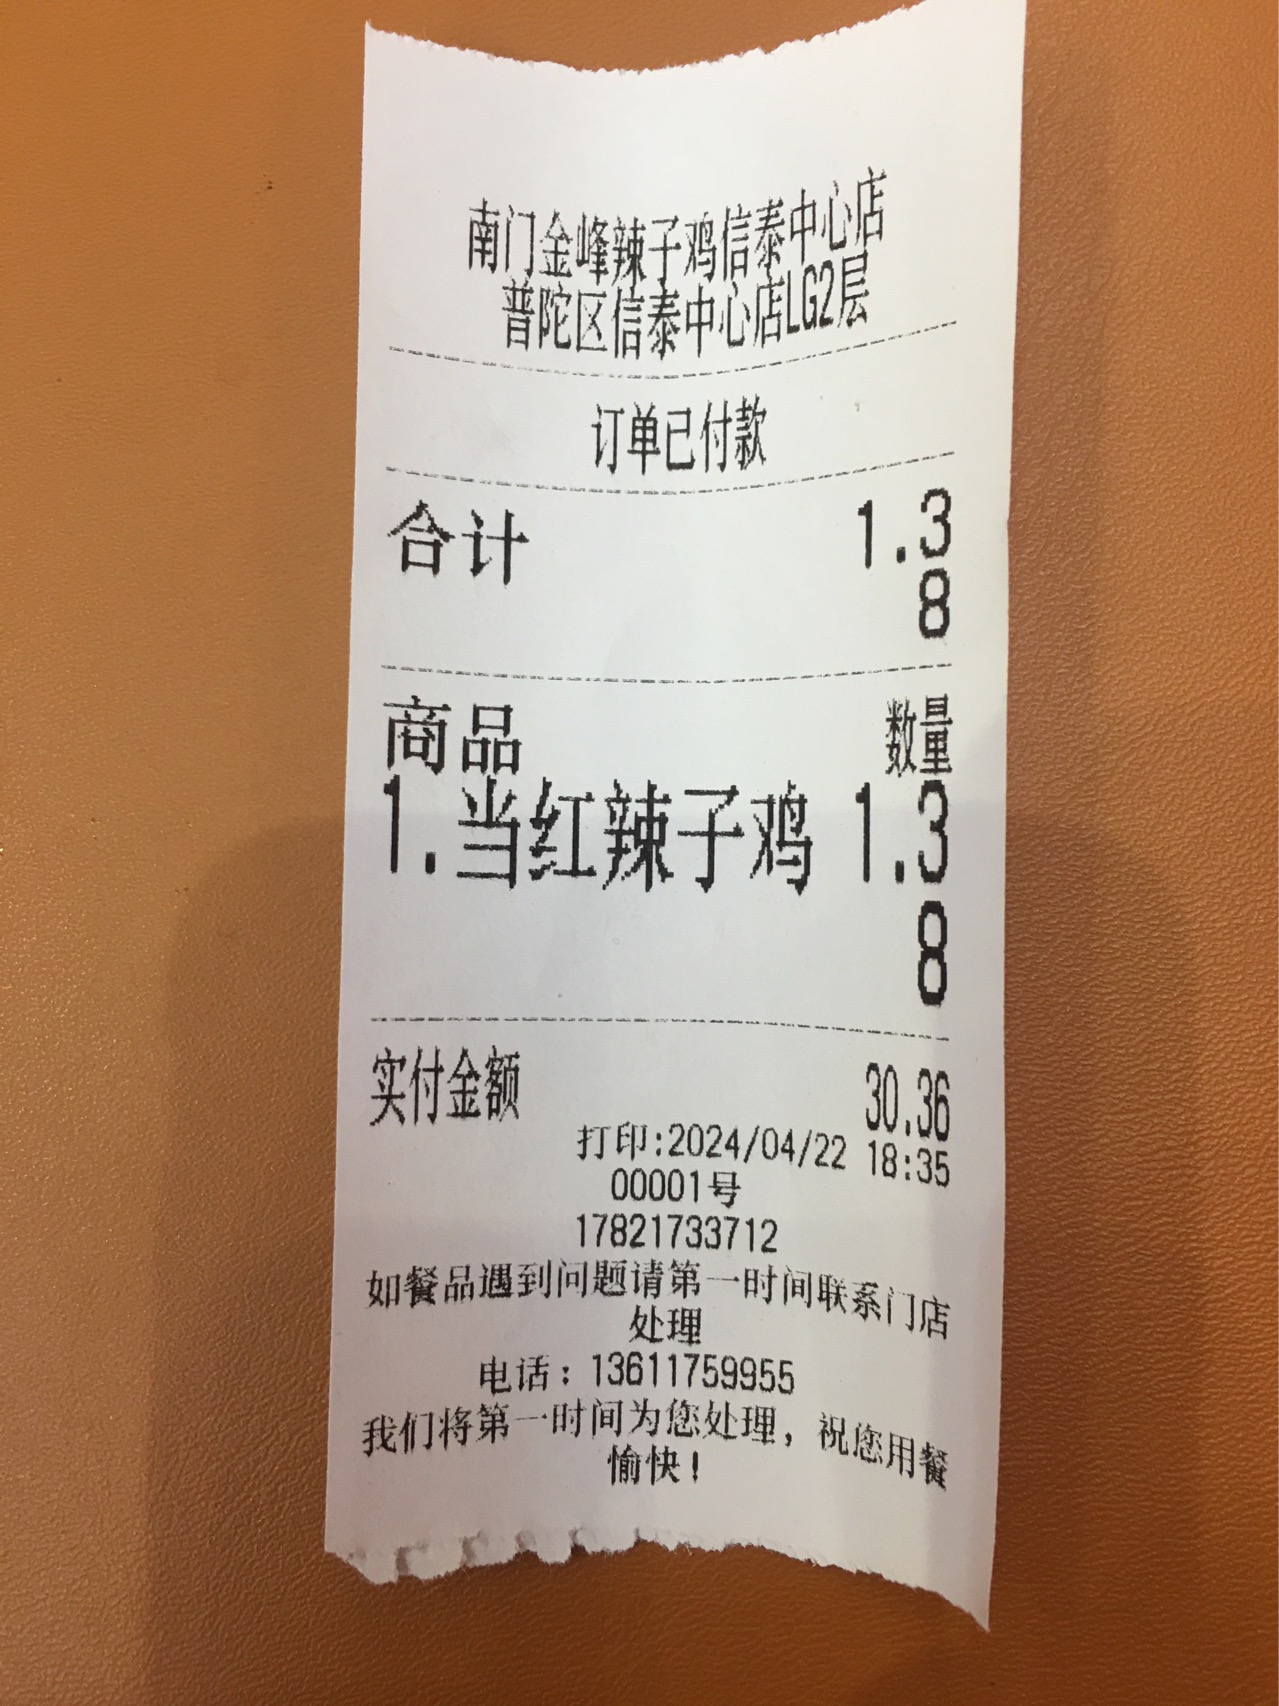 南门金峰辣子鸡信泰中心店
普陀区信泰中心店LG2层
订单已付款
合计 1.3
8
商品 数量
1.当红辣子鸡 1.3
8
实付金额 30.36
打印:2024/04/22 18:35
00001号
17821733712
如餐品遇到问题请第一时间联系门店
处理
电话：13611759955
我们将第一时间为您处理，祝您用餐
愉快！